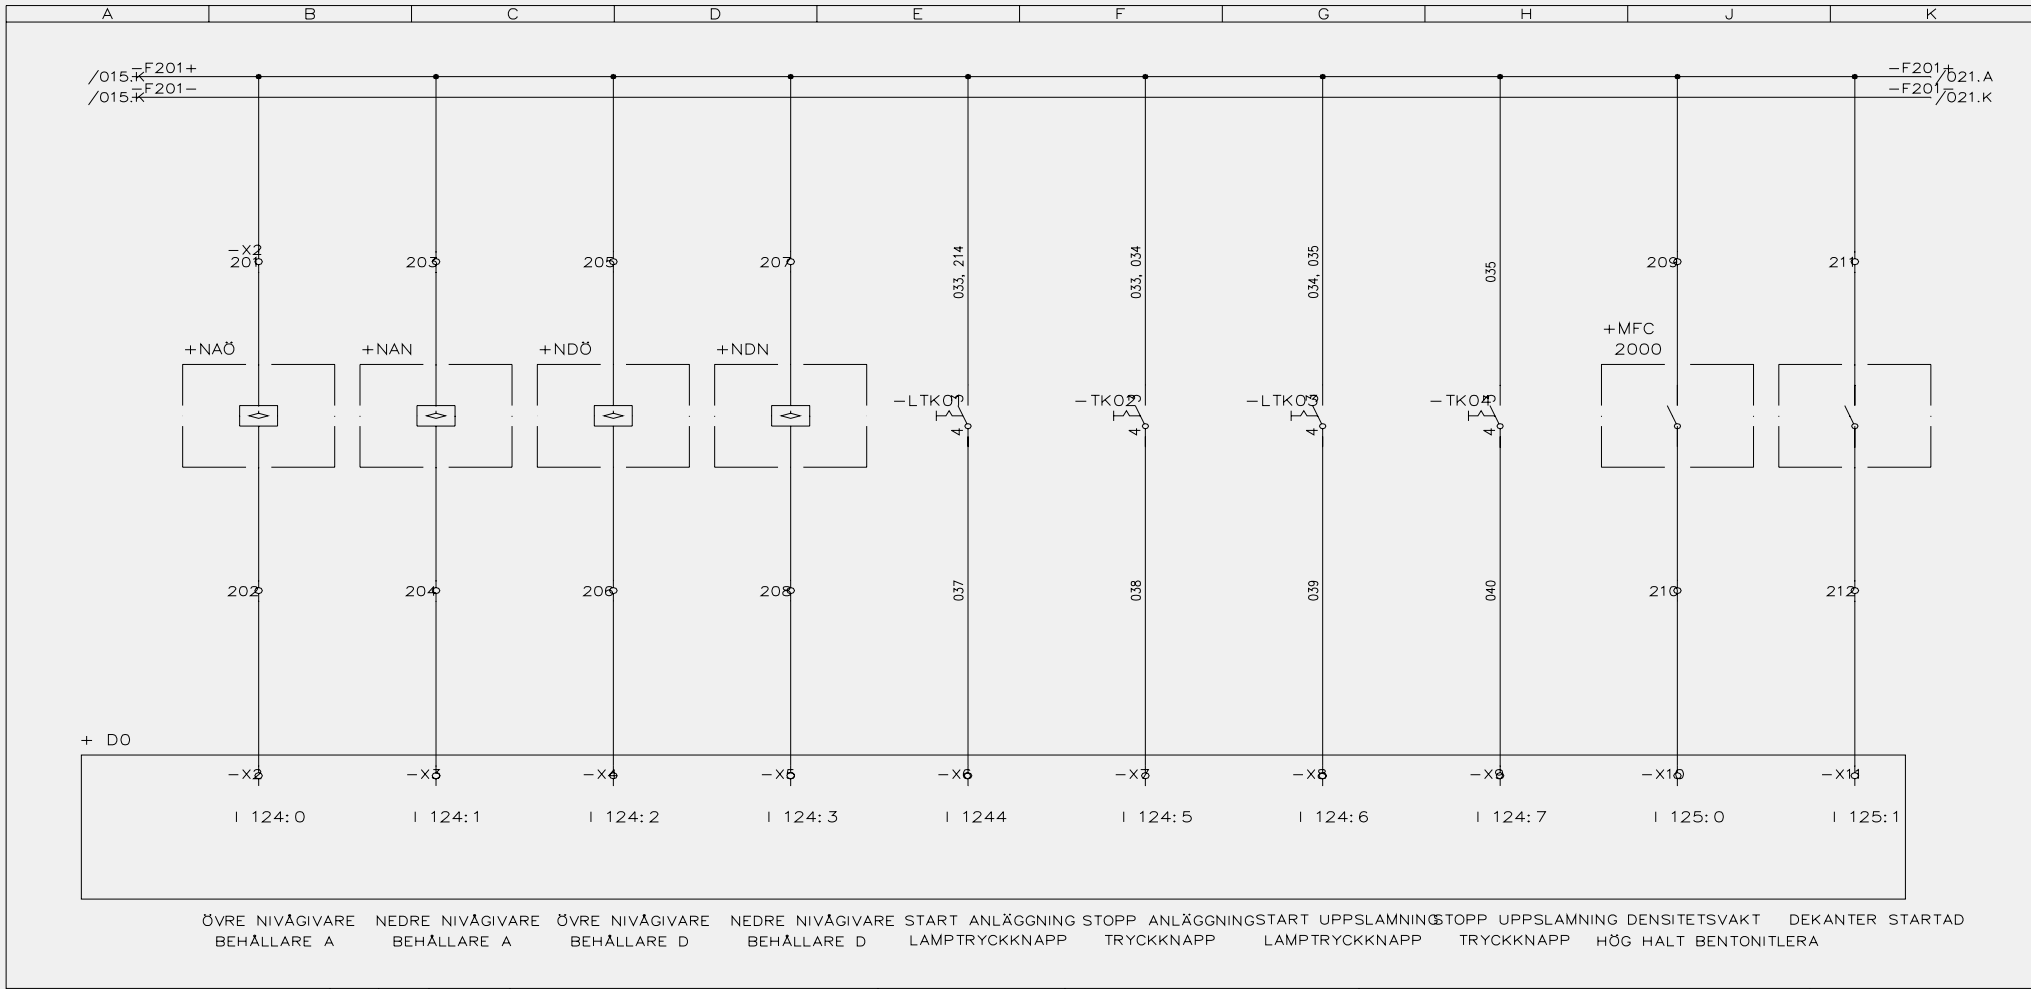 A B C D E F G H J K
-F201+ -F201+
/015.K /021.A
-F201- -F201-
/015.K /021.K
-X2
201 203 205 207 033, 214 033, 034 034, 035 035 209 211
+MFC
+NAÖ +NAN +NDÖ +NDN 2000
-LTK01 3 -TK02 3 -LTK03 3 -TK04 3
4 4 4 4
202 204 206 208 037 038 039 040 210 212
+ D0
-X2 -X3 -X4 -X5 -X6 -X7 -X8 -X9 -X10 -X11
I 124:0 I 124:1 I 124:2 I 124:3 I 1244 I 124:5 I 124:6 I 124:7 I 125:0 I 125:1
ÖVRE NIVÅGIVARE NEDRE NIVÅGIVARE ÖVRE NIVÅGIVARE NEDRE NIVÅGIVARE START ANLÄGGNING STOPP ANLÄGGNING START UPPSLAMNING STOPP UPPSLAMNING DENSITETSVAKT DEKANTER STARTAD
BEHÅLLARE A BEHÅLLARE A BEHÅLLARE D BEHÅLLARE D LAMPTRYCKKNAPP TRYCKKNAPP LAMPTRYCKKNAPP TRYCKKNAPP HÖG HALT BENTONITLERA